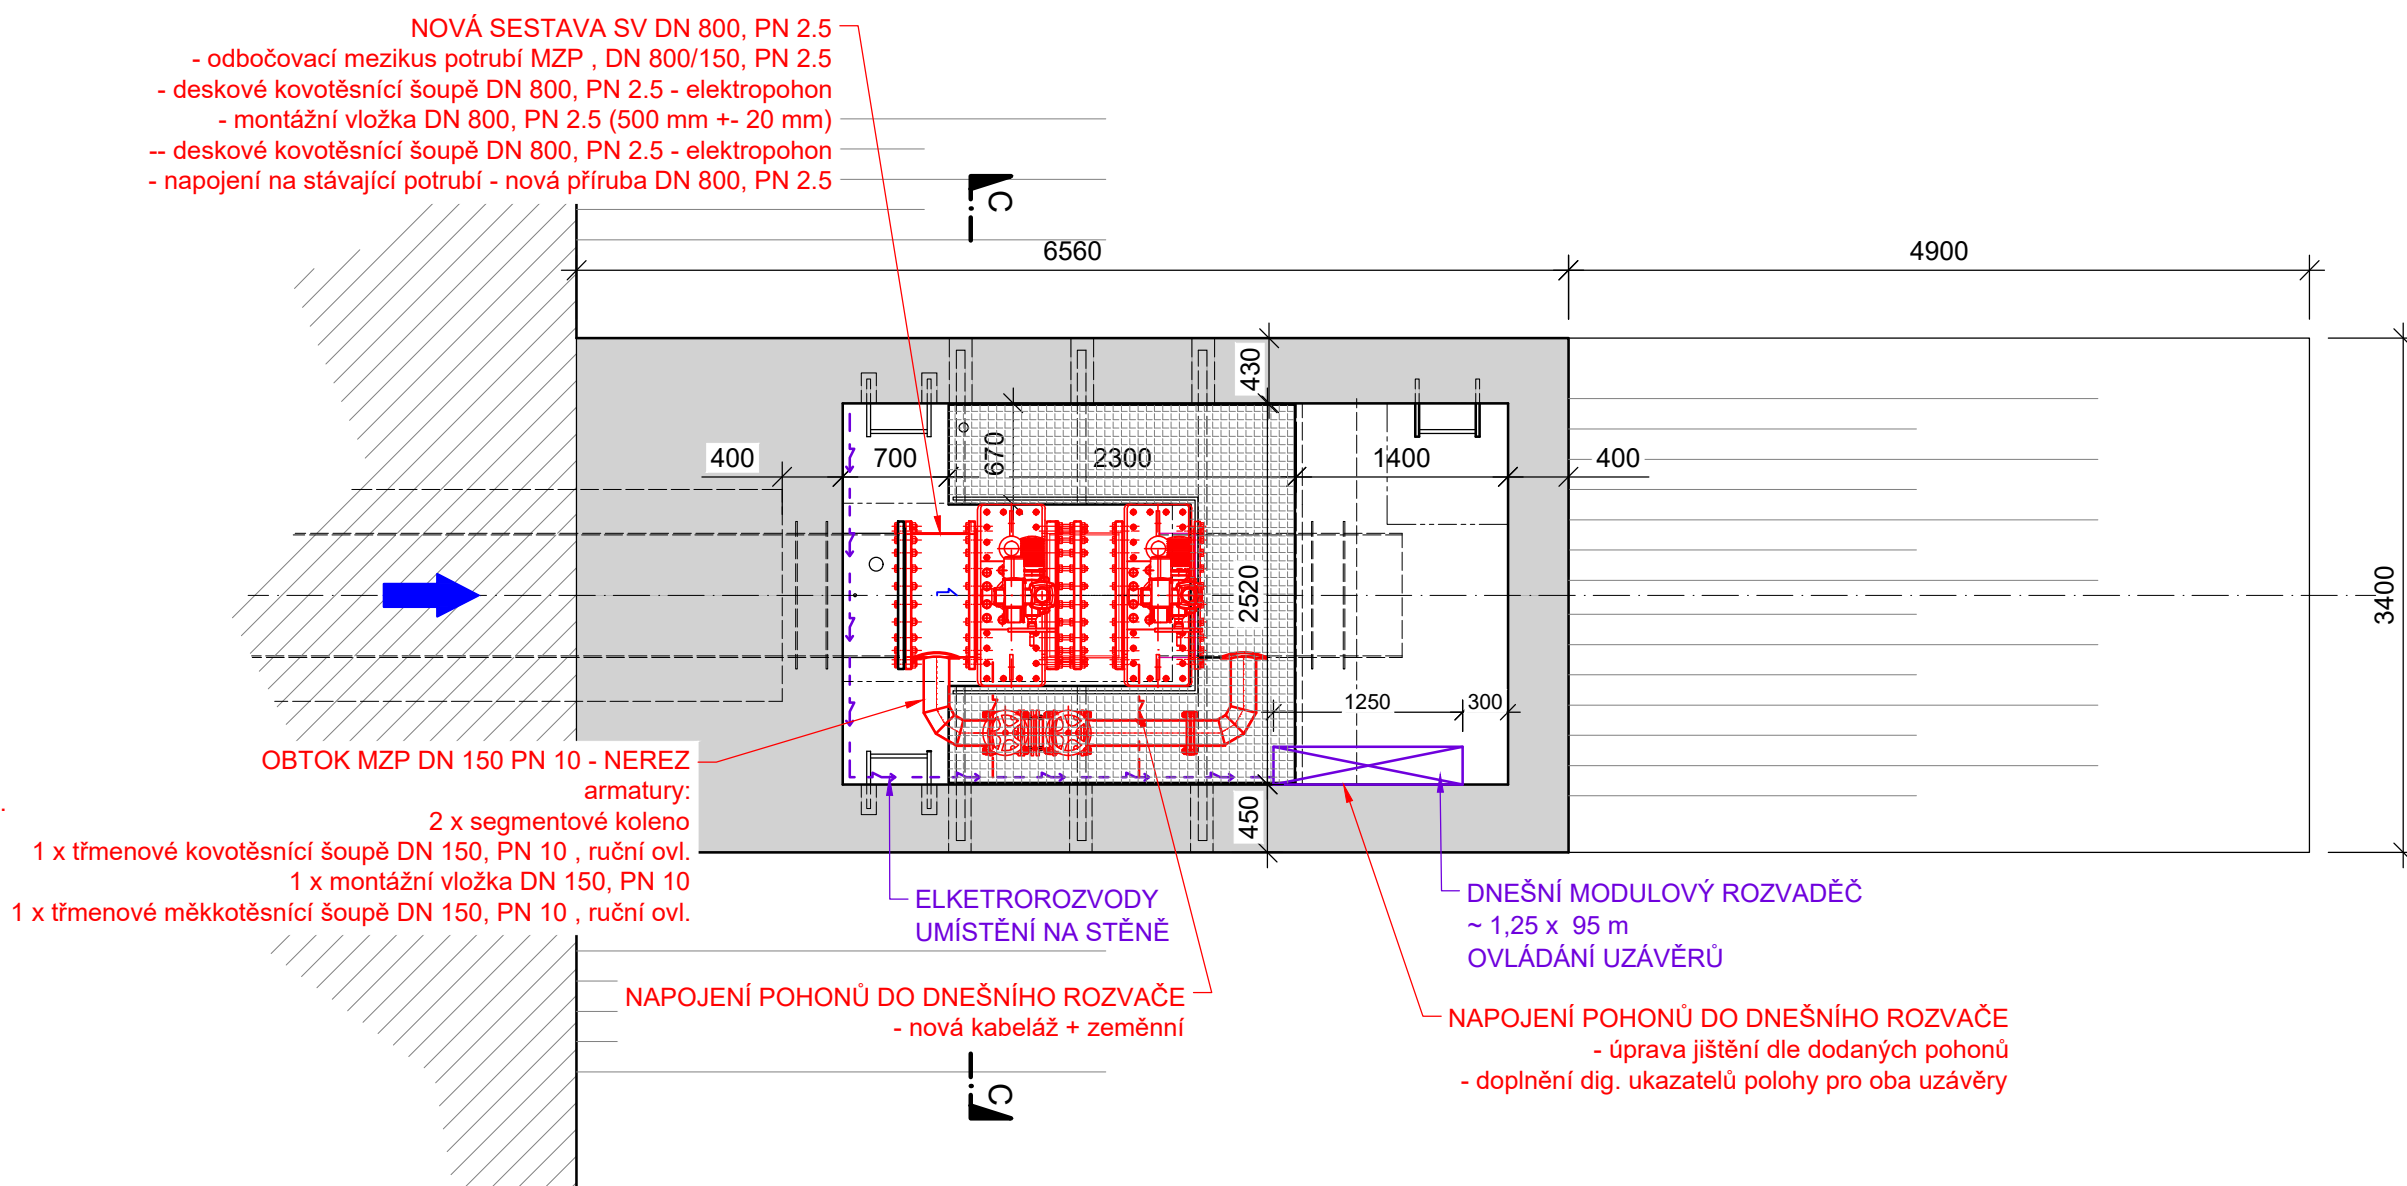 NOVÁ SESTAVA SV DN 800, PN 2.5
- odbočovací mezikus potrubí MZP , DN 800/150, PN 2.5
- deskové kovotěsnící šoupě DN 800, PN 2.5 - elektropohon
- montážní vložka DN 800, PN 2.5 (500 mm +- 20 mm)
-- deskové kovotěsnící šoupě DN 800, PN 2.5 - elektropohon
- napojení na stávající potrubí - nová příruba DN 800, PN 2.5
C
6560
4900
430
670
400
700
2300
1400
400
2520
3400
1250
300
450
OBTOK MZP DN 150 PN 10 - NEREZ
armatury:
2 x segmentové koleno
1 x třmenové kovotěsnící šoupě DN 150, PN 10 , ruční ovl.
1 x montážní vložka DN 150, PN 10
1 x třmenové měkkotěsnící šoupě DN 150, PN 10 , ruční ovl.
.
ELKETROROZVODY
UMÍSTĚNÍ NA STĚNĚ
DNEŠNÍ MODULOVÝ ROZVADĚČ
~ 1,25 x  95 m
OVLÁDÁNÍ UZÁVĚRŮ
NAPOJENÍ POHONŮ DO DNEŠNÍHO ROZVAČE
- nová kabeláž + zeměnní
NAPOJENÍ POHONŮ DO DNEŠNÍHO ROZVAČE
- úprava jištění dle dodaných pohonů
- doplnění dig. ukazatelů polohy pro oba uzávěry
C